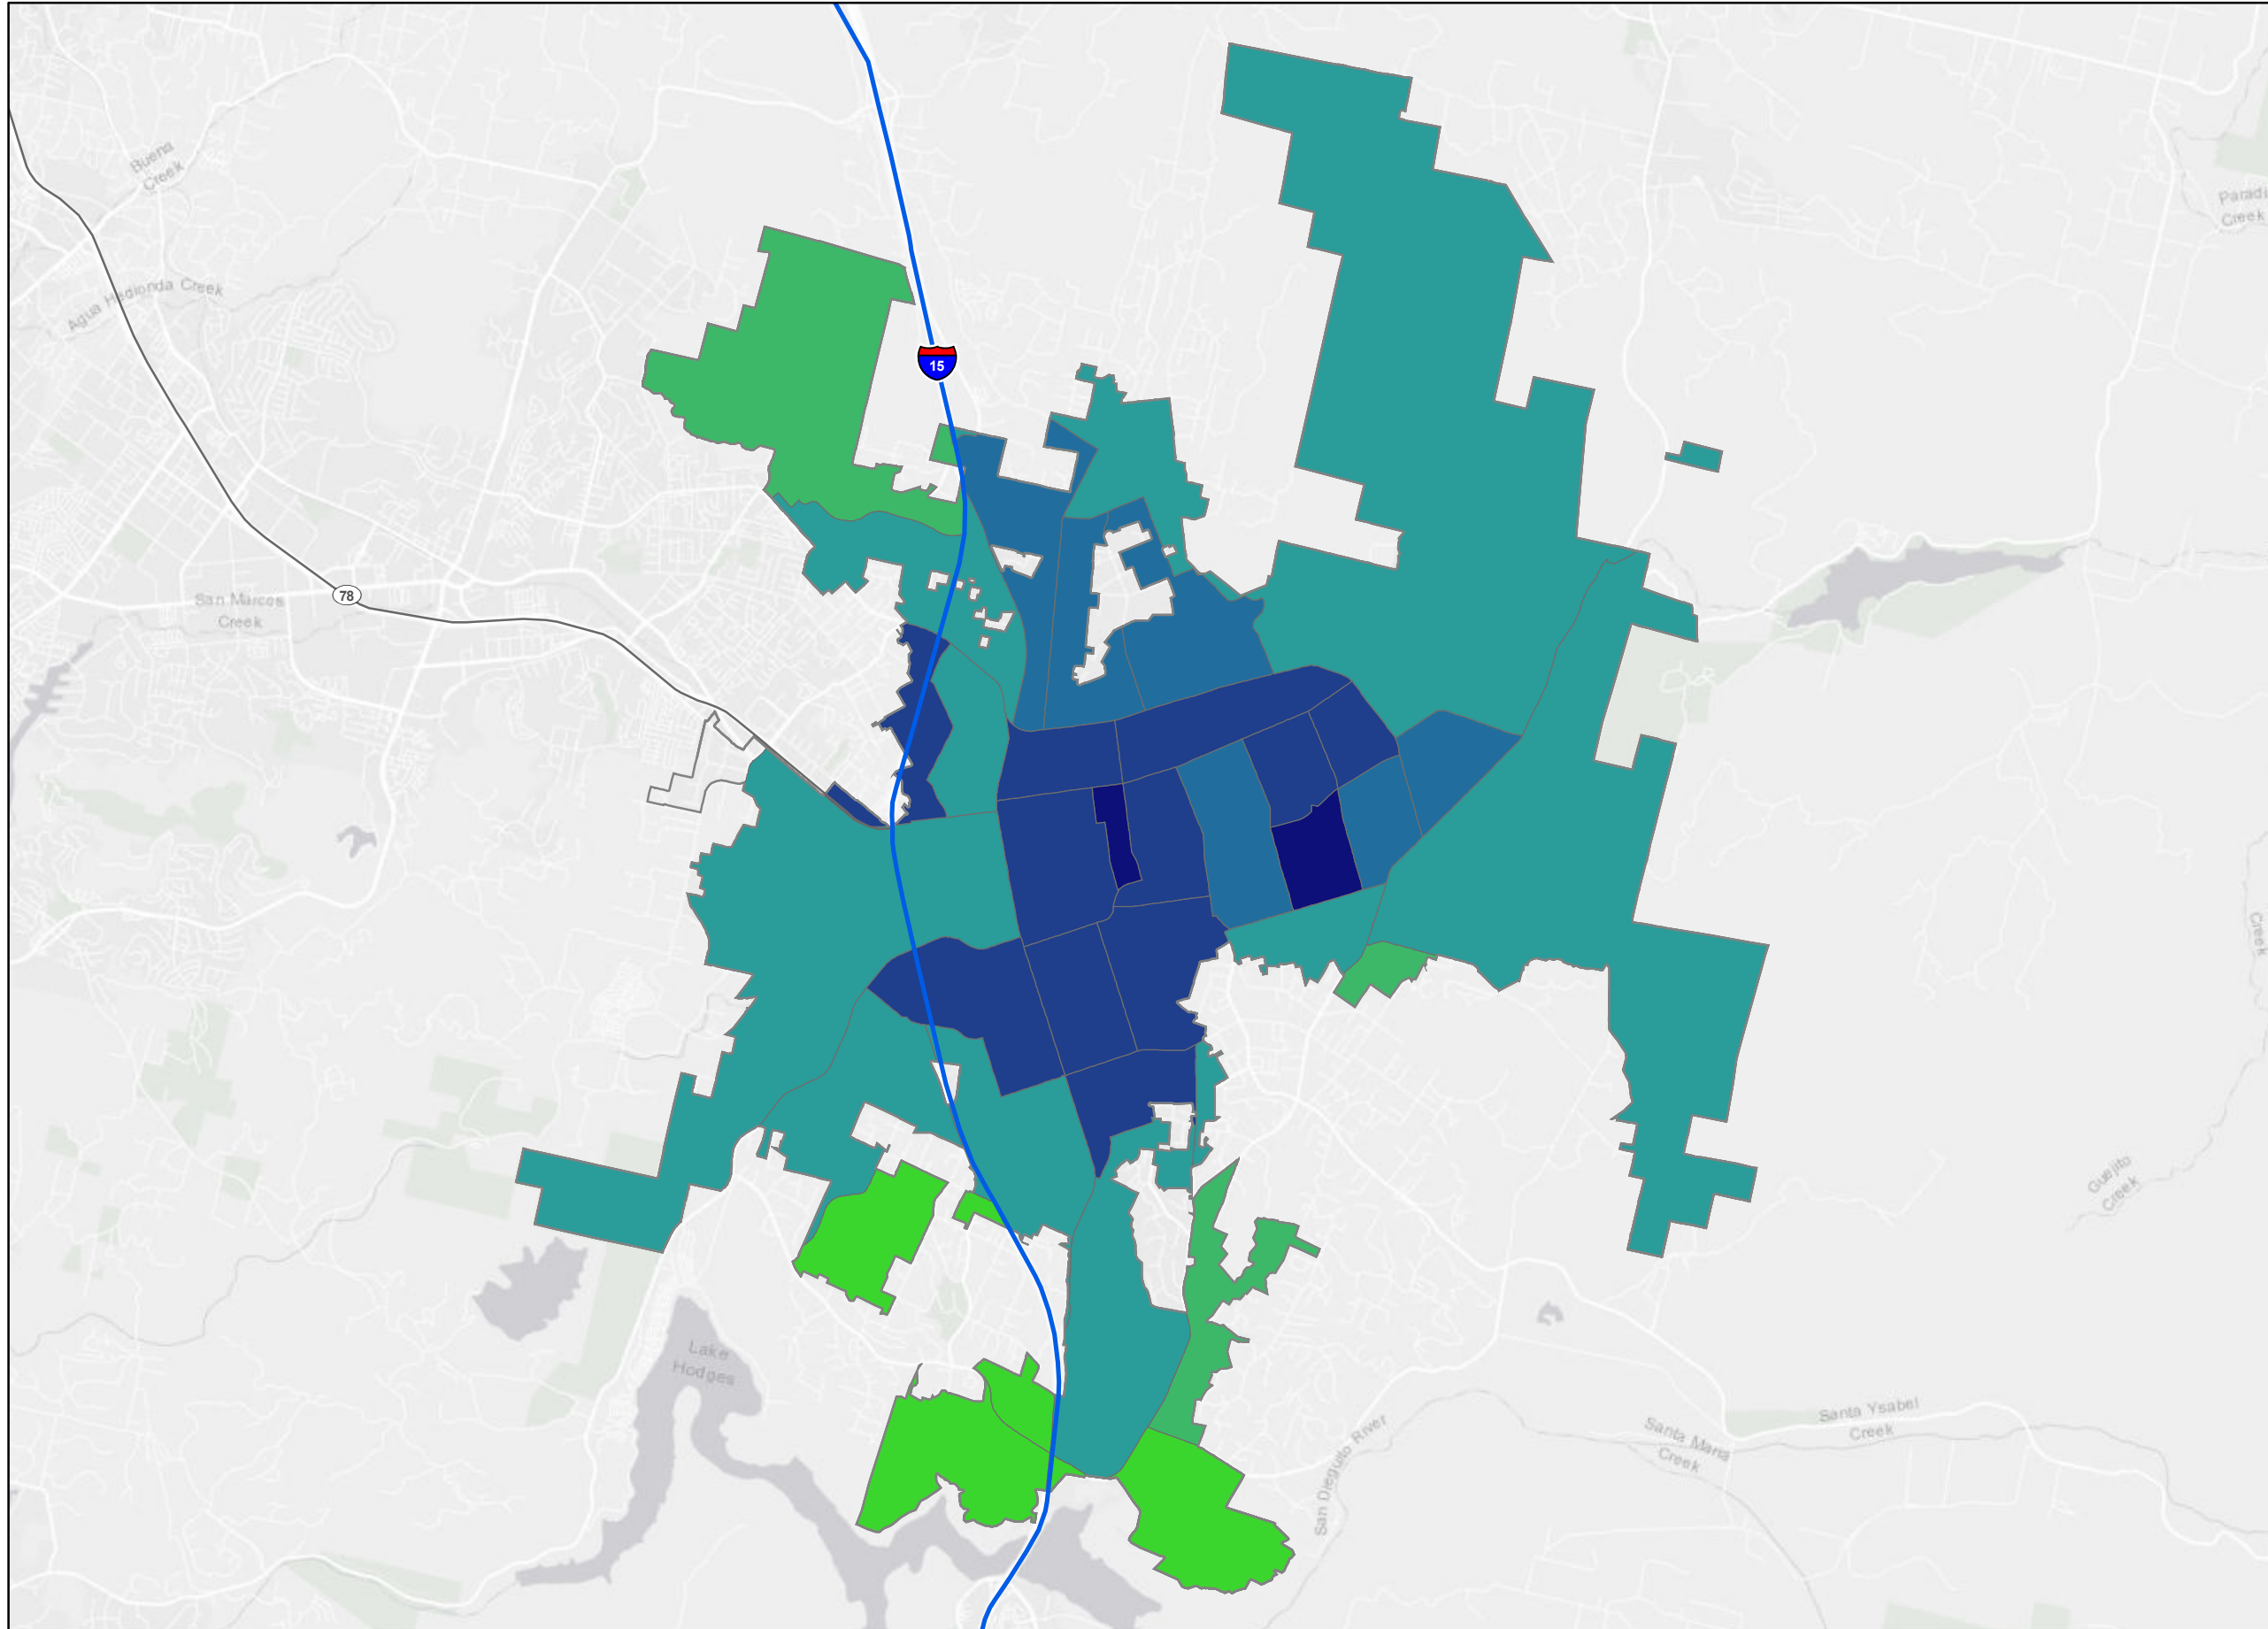 Buena
Creek
Paradi
Creek
Agua Hedionda Creek
15
San Marcos
Creek
78
Creek
Guejito
Creek
Lake
Hodges
San Dieguito River
Santa Maria
Creek
Santa Ysabel
Creek